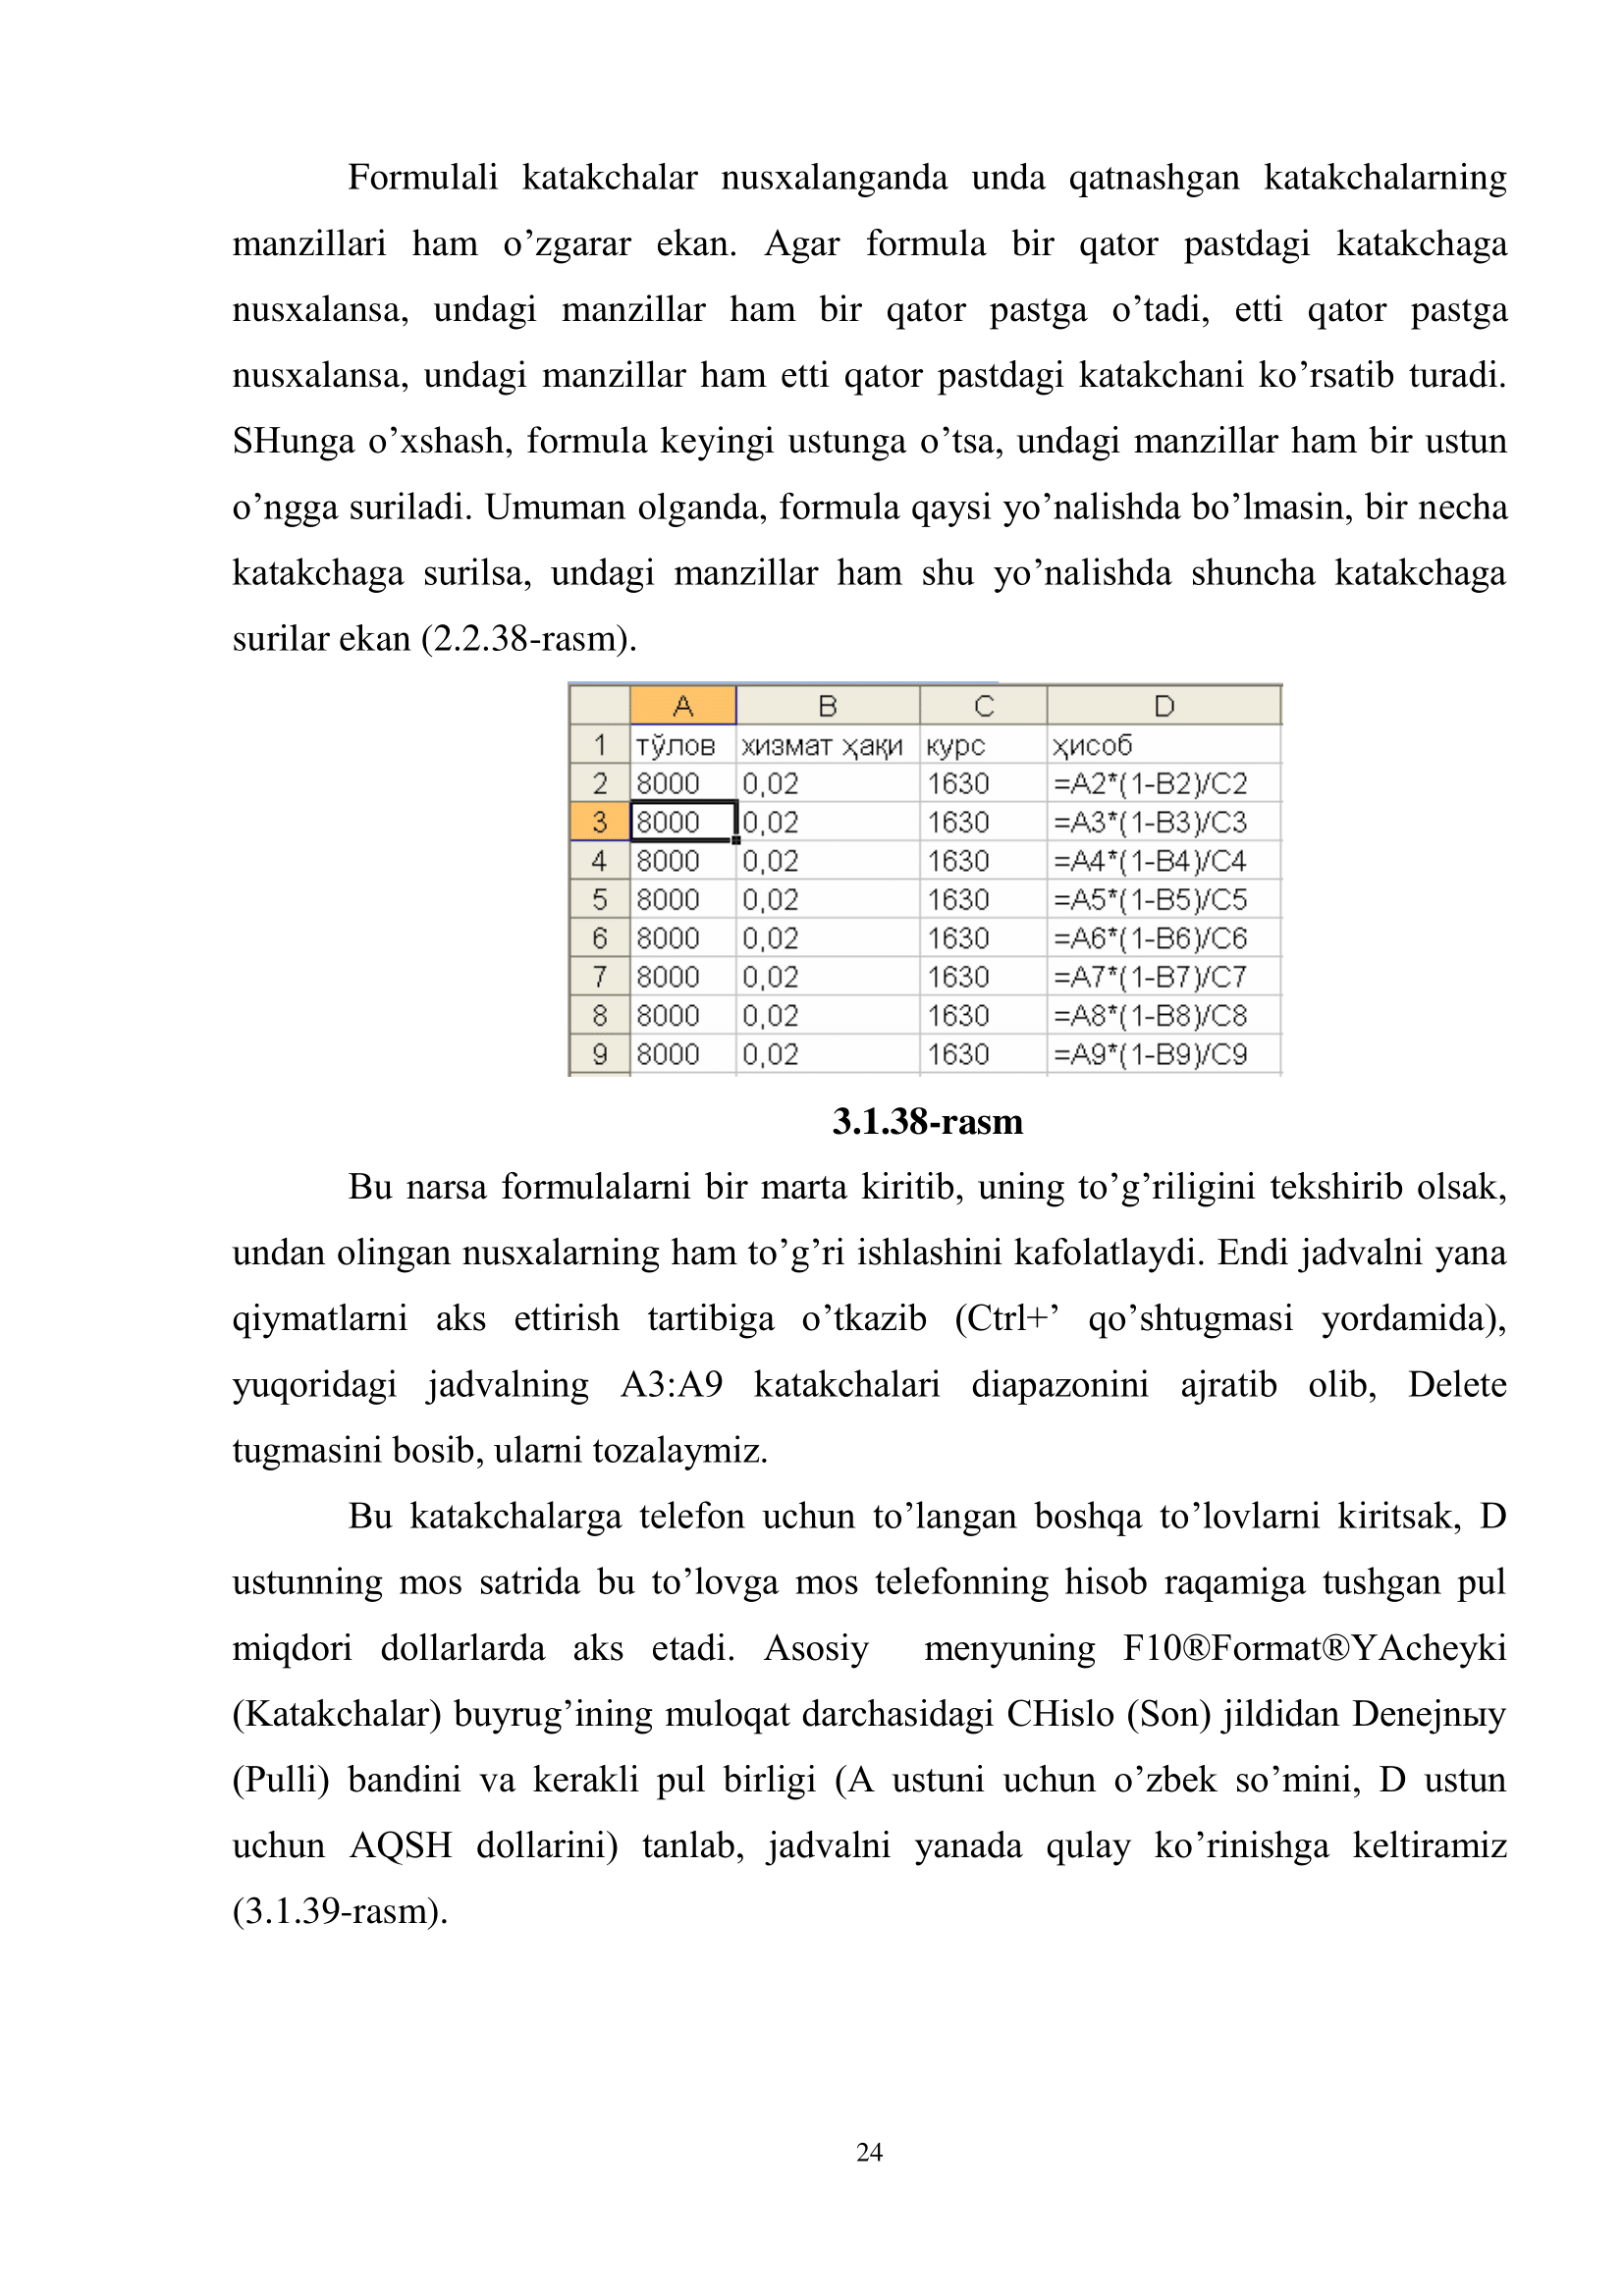 Formulali katakchalar nusxalanganda unda qatnashgan katakchalarning
manzillari ham o’zgarar ekan. Agar formula bir qator pastdagi katakchaga
nusxalansa, undagi manzillar ham bir qator pastga o’tadi, etti qator pastga
nusxalansa, undagi manzillar ham etti qator pastdagi katakchani ko’rsatib turadi.
SHunga o’xshash, formula keyingi ustunga o’tsa, undagi manzillar ham bir ustun
o’ngga suriladi. Umuman olganda, formula qaysi yo’nalishda bo’lmasin, bir necha
katakchaga surilsa, undagi manzillar ham shu yo’nalishda shuncha katakchaga
surilar ekan (2.2.38-rasm).
A B C D
1 тўлов хизмат ҳақи курс ҳисоб
2 8000 0,02 1630 =A2*(1-B2)/C2
3 8000 0,02 1630 =A3*(1-B3)/C3
4 8000 0,02 1630 =A4*(1-B4)/C4
5 8000 0,02 1630 =A5*(1-B5)/C5
6 8000 0,02 1630 =A6*(1-B6)/C6
7 8000 0,02 1630 =A7*(1-B7)/C7
8 8000 0,02 1630 =A8*(1-B8)/C8
9 8000 0,02 1630 =A9*(1-B9)/C9
3.1.38-rasm
Bu narsa formulalarni bir marta kiritib, uning to’g’riligini tekshirib olsak,
undan olingan nusxalarning ham to’g’ri ishlashini kafolatlaydi. Endi jadvalni yana
qiymatlarni aks ettirish tartibiga o’tkazib (Ctrl+’ qo’shtugmasi yordamida),
yuqoridagi jadvalning A3:A9 katakchalari diapazonini ajratib olib, Delete
tugmasini bosib, ularni tozalaymiz.
Bu katakchalarga telefon uchun to’langan boshqa to’lovlarni kiritsak, D
ustunning mos satrida bu to’lovga mos telefonning hisob raqamiga tushgan pul
miqdori dollarlarda aks etadi. Asosiy menyuning F10®Format®YAcheyki
(Katakchalar) buyrug’ining muloqat darchasidagi CHislo (Son) jildidan Denejnыy
(Pulli) bandini va kerakli pul birligi (A ustuni uchun o’zbek so’mini, D ustun
uchun AQSH dollarini) tanlab, jadvalni yanada qulay ko’rinishga keltiramiz
(3.1.39-rasm).
24